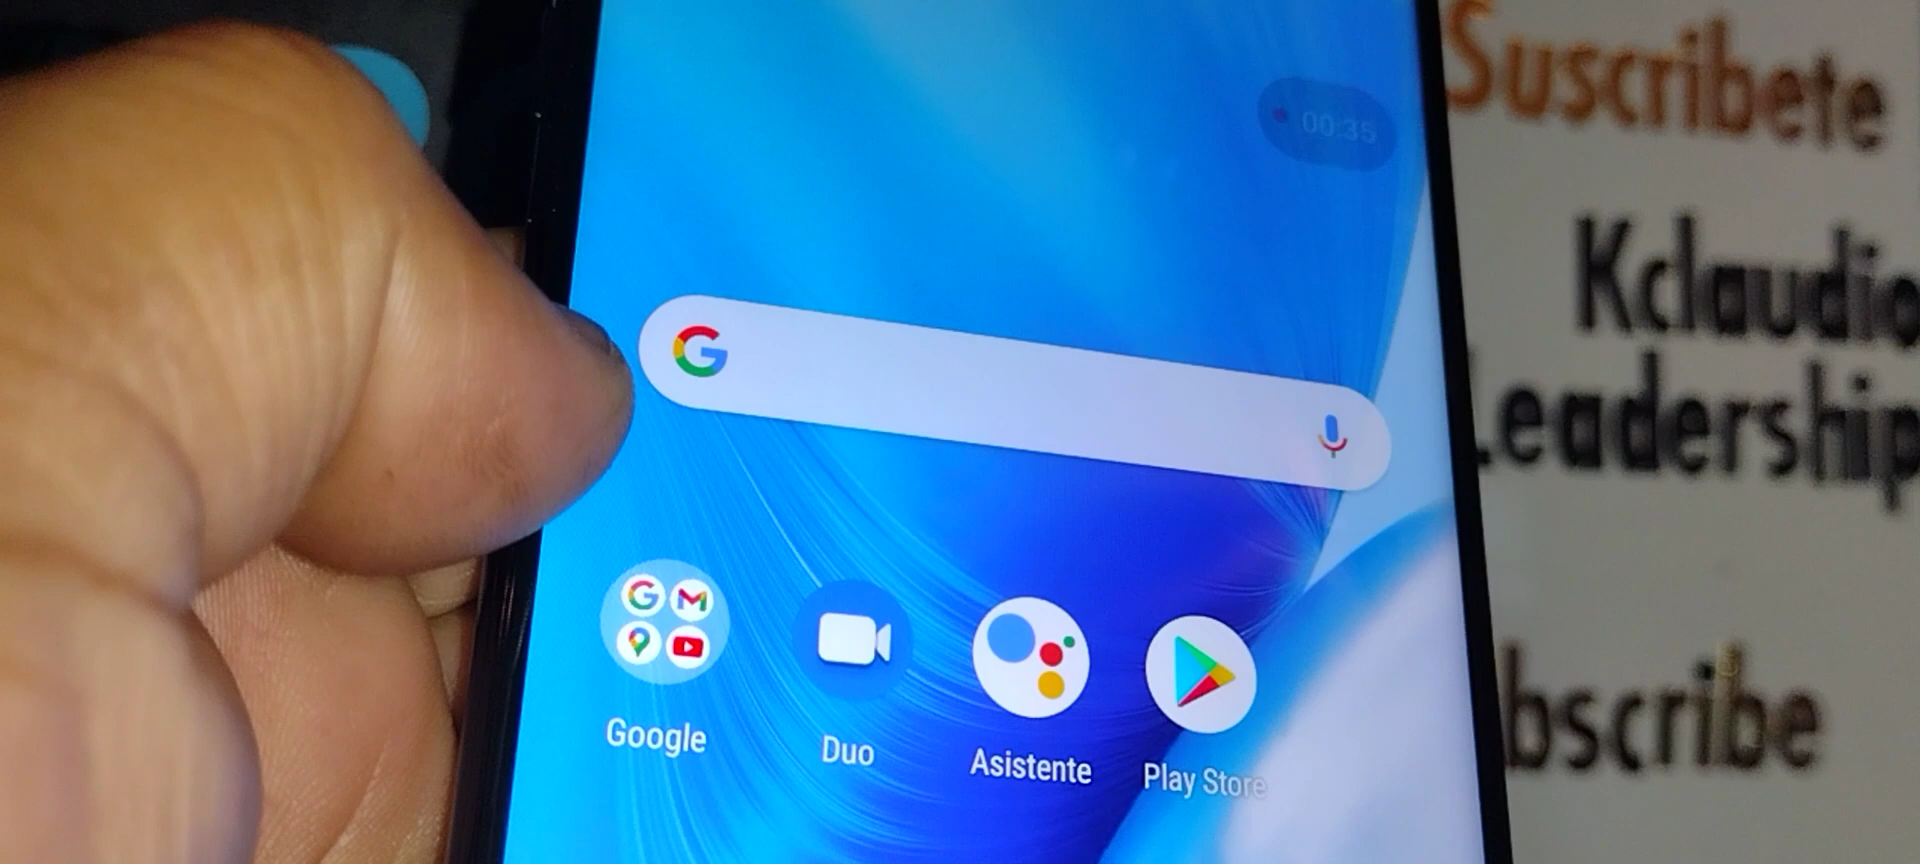 Suscribete
Kclaudio
Leadership
bscribe
00:35
Google
Duo
Asistente
Play Store